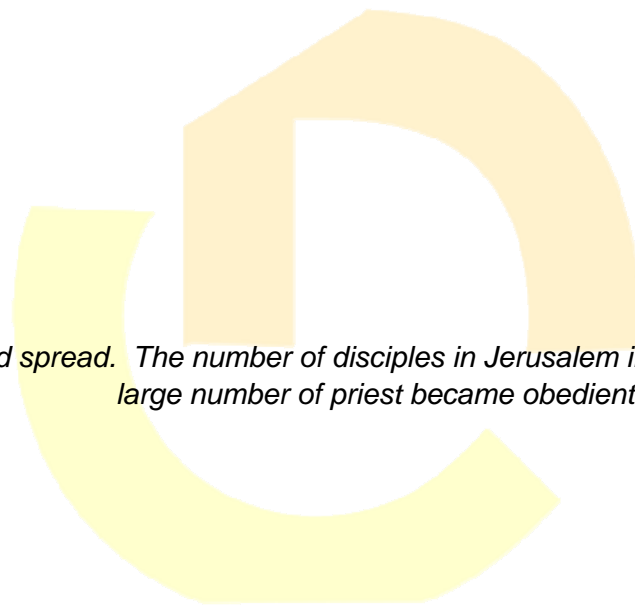 d spread.  The number of disciples in Jerusalem i
large number of priest became obedient